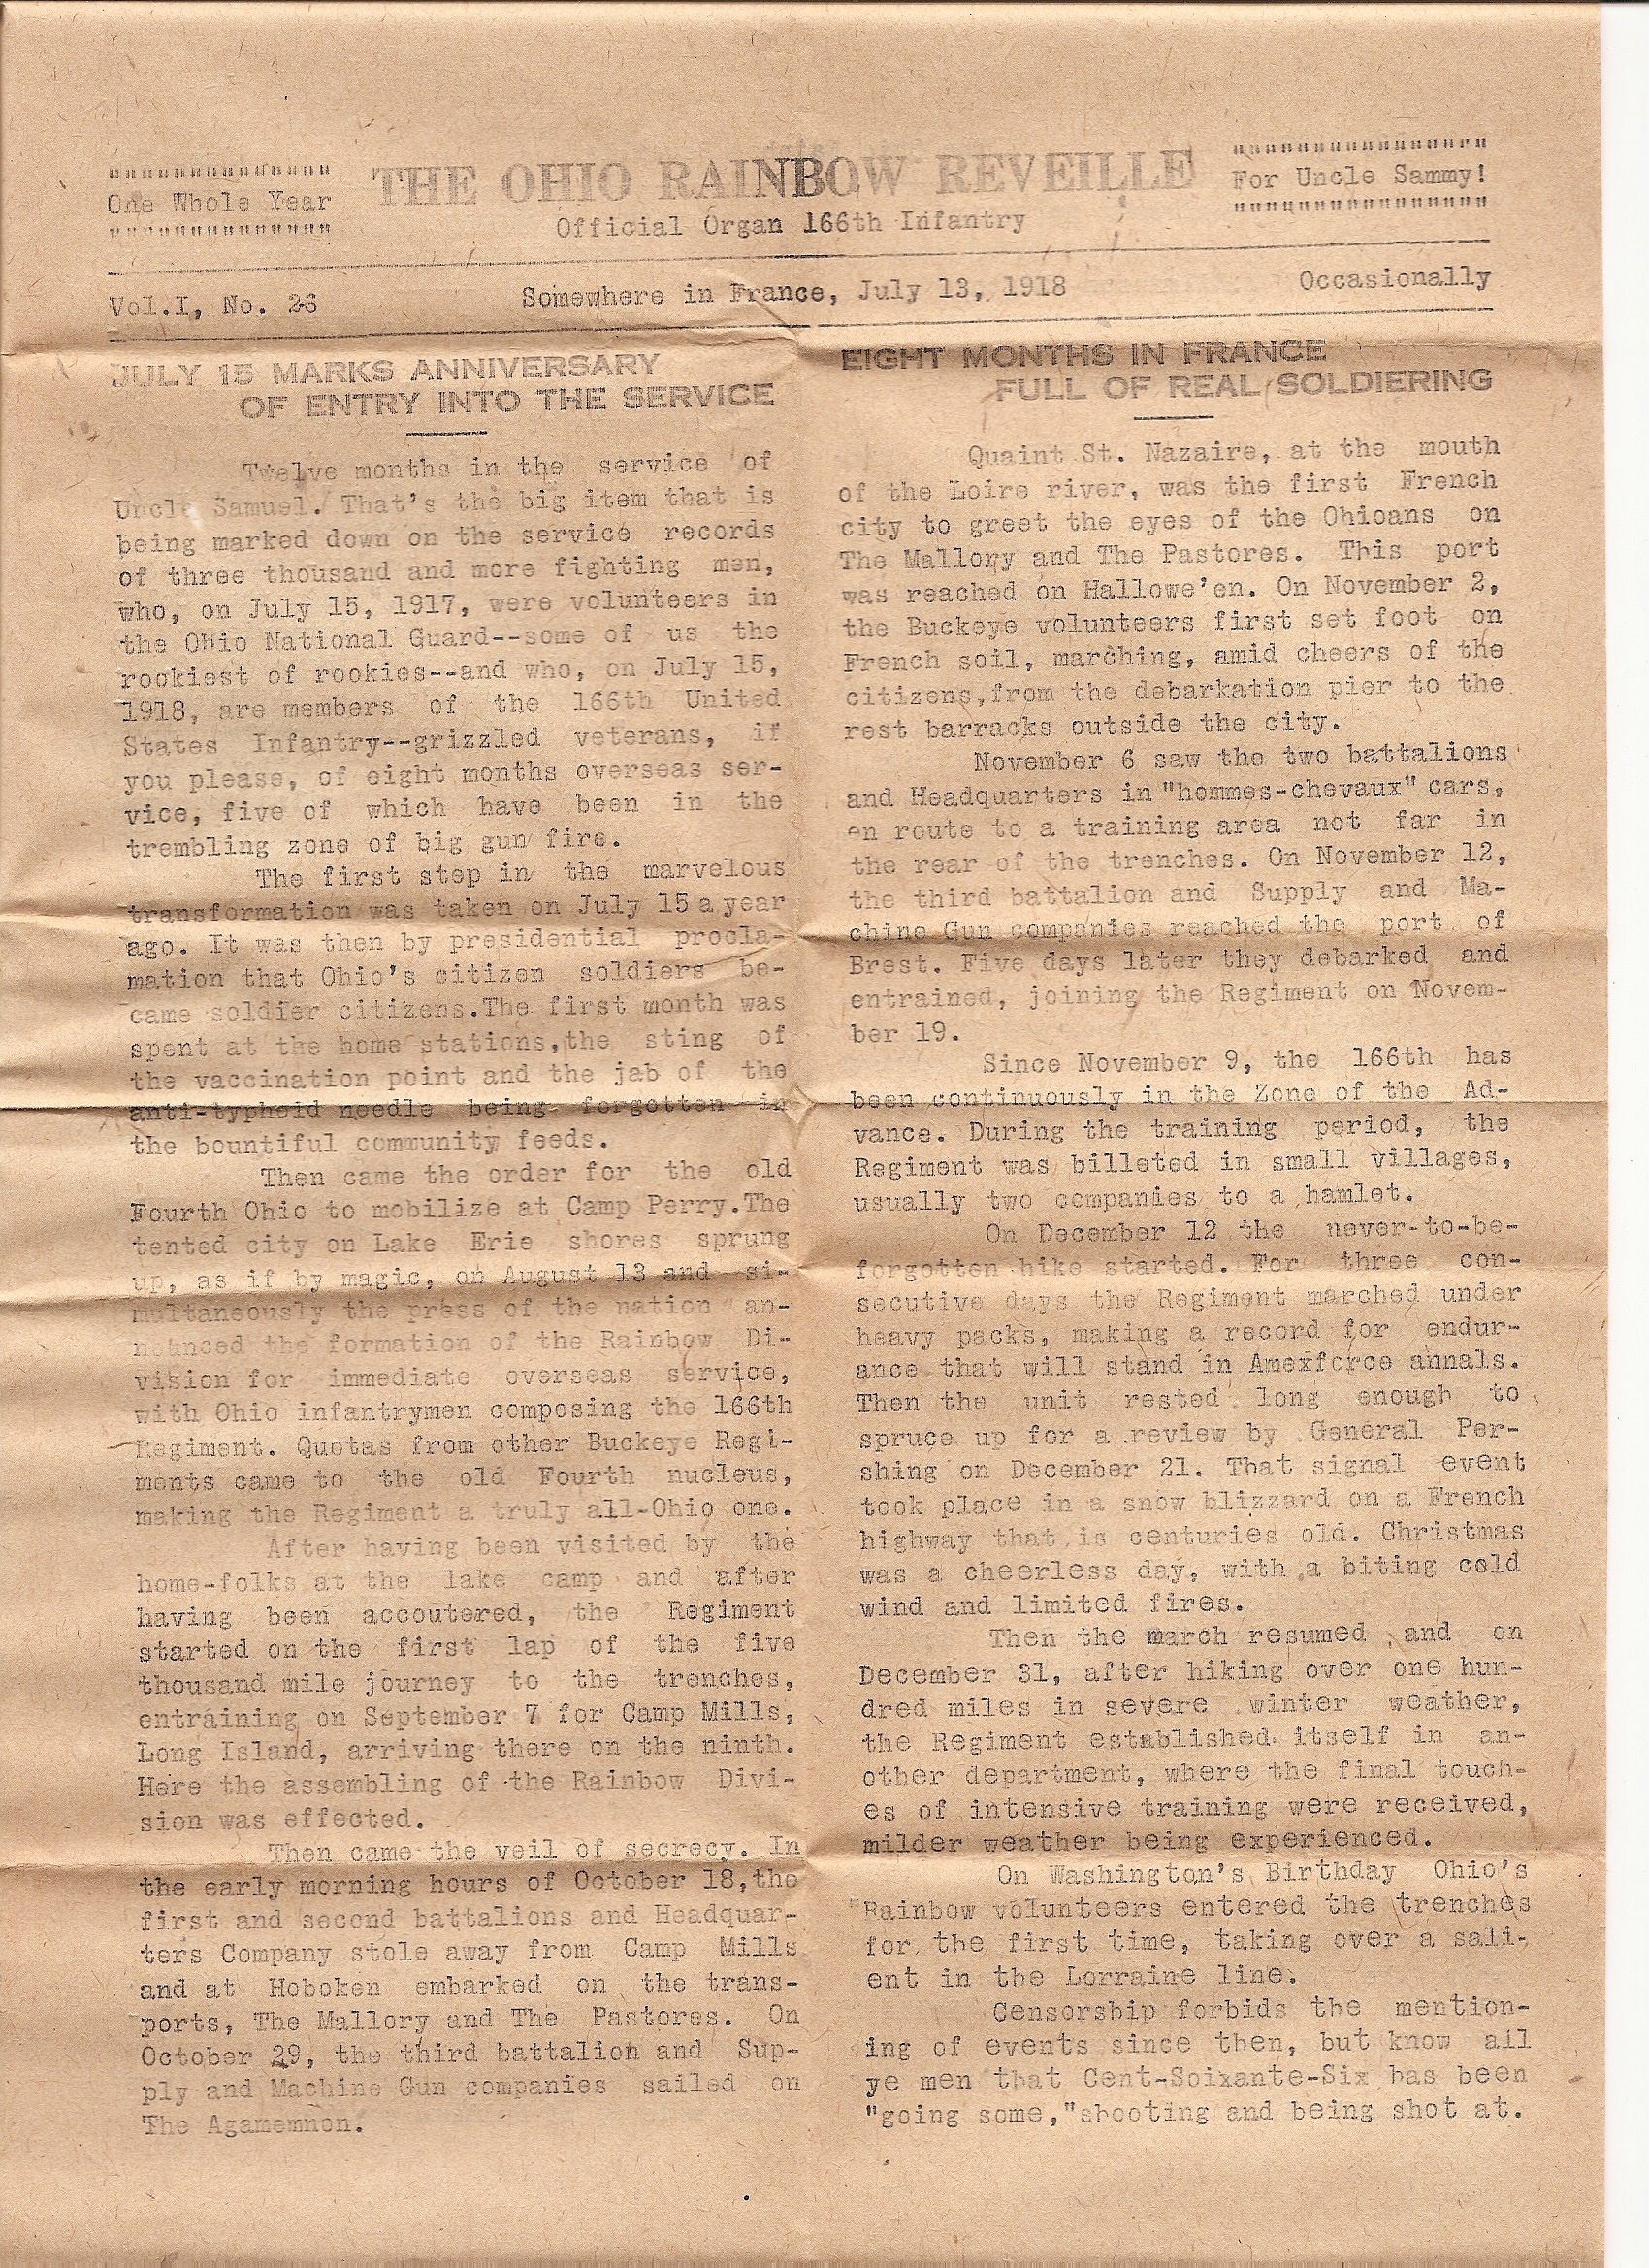 One Whole Year
THE OHIO RAINBOW REVEILLE
For Uncle Sammy!
Official Organ 166th Infantry
Vol.I, No. 26
Somewhere in France, July 13, 1918
Occasionally
JULY 15 MARKS ANNIVERSARY
OF ENTRY INTO THE SERVICE
Twelve months in the service of
Uncle Samuel. That's the big item that is
being marked down on the service records
of three thousand and more fighting men,
who, on July 15, 1917, were volunteers in
the Ohio National Guard--some of us the
rookiest of rookies--and who, on July 15,
1918, are members of the 166th United
States Infantry--grizzled veterans, if
you please, of eight months overseas ser-
vice, five of which have been in the
trembling zone of big gun fire.
The first step in the marvelous
transformation was taken on July 15 a year
ago. It was then by presidential procla-
mation that Ohio's citizen soldiers be-
came soldier citizens.The first month was
spent at the home stations,the sting of
the vaccination point and the jab of the
anti-typhoid needle being forgotten in
the bountiful community feeds.
Then came the order for the old
Fourth Ohio to mobilize at Camp Perry.The
tented city on Lake Erie shores sprung
up, as if by magic, on August 13 and si-
multaneously the press of the nation an-
nounced the formation of the Rainbow Di-
vision for immediate overseas service,
with Ohio infantrymen composing the 166th
Regiment. Quotas from other Buckeye Regi-
ments came to the old Fourth nucleus,
making the Regiment a truly all-Ohio one.
After having been visited by the
home-folks at the lake camp and after
having been accoutered, the Regiment
started on the first lap of the five
thousand mile journey to the trenches,
entraining on September 7 for Camp Mills,
Long Island, arriving there on the ninth.
Here the assembling of the Rainbow Divi-
sion was effected.
Then came the veil of secrecy. In
the early morning hours of October 18,the
first and second battalions and Headquar-
ters Company stole away from Camp Mills
and at Hoboken embarked on the trans-
ports, The Mallory and The Pastores. On
October 29, the third battalion and Sup-
ply and Machine Gun companies sailed on
The Agamemnon.
EIGHT MONTHS IN FRANCE
FULL OF REAL SOLDIERING
Quaint St. Nazaire, at the mouth
of the Loire river, was the first French
city to greet the eyes of the Ohioans on
The Mallory and The Pastores. This port
was reached on Hallowe'en. On November 2,
the Buckeye volunteers first set foot on
French soil, marching, amid cheers of the
citizens,from the debarkation pier to the
rest barracks outside the city.
November 6 saw the two battalions
and Headquarters in "hommes-chevaux" cars,
en route to a training area not far in
the rear of the trenches. On November 12,
the third battalion and Supply and Ma-
chine Gun companies reached the port of
Brest. Five days later they debarked and
entrained, joining the Regiment on Novem-
ber 19.
Since November 9, the 166th has
been continuously in the Zone of the Ad-
vance. During the training period, the
Regiment was billeted in small villages,
usually two companies to a hamlet.
On December 12 the never-to-be-
forgotten hike started. For three con-
secutive days the Regiment marched under
heavy packs, making a record for endur-
ance that will stand in Amexforce annals.
Then the unit rested long enough to
spruce up for a review by General Per-
shing on December 21. That signal event
took place in a snow blizzard on a French
highway that is centuries old. Christmas
was a cheerless day, with a biting cold
wind and limited fires.
Then the march resumed and on
December 31, after hiking over one hun-
dred miles in severe winter weather,
the Regiment established itself in an-
other department, where the final touch-
es of intensive training were received,
milder weather being experienced.
On Washington's Birthday Ohio's
Rainbow volunteers entered the trenches
for the first time, taking over a sali-
ent in the Lorraine line.
Censorship forbids the mention-
ing of events since then, but know all
ye men that Cent-Soixante-Six has been
"going some,"shooting and being shot at.